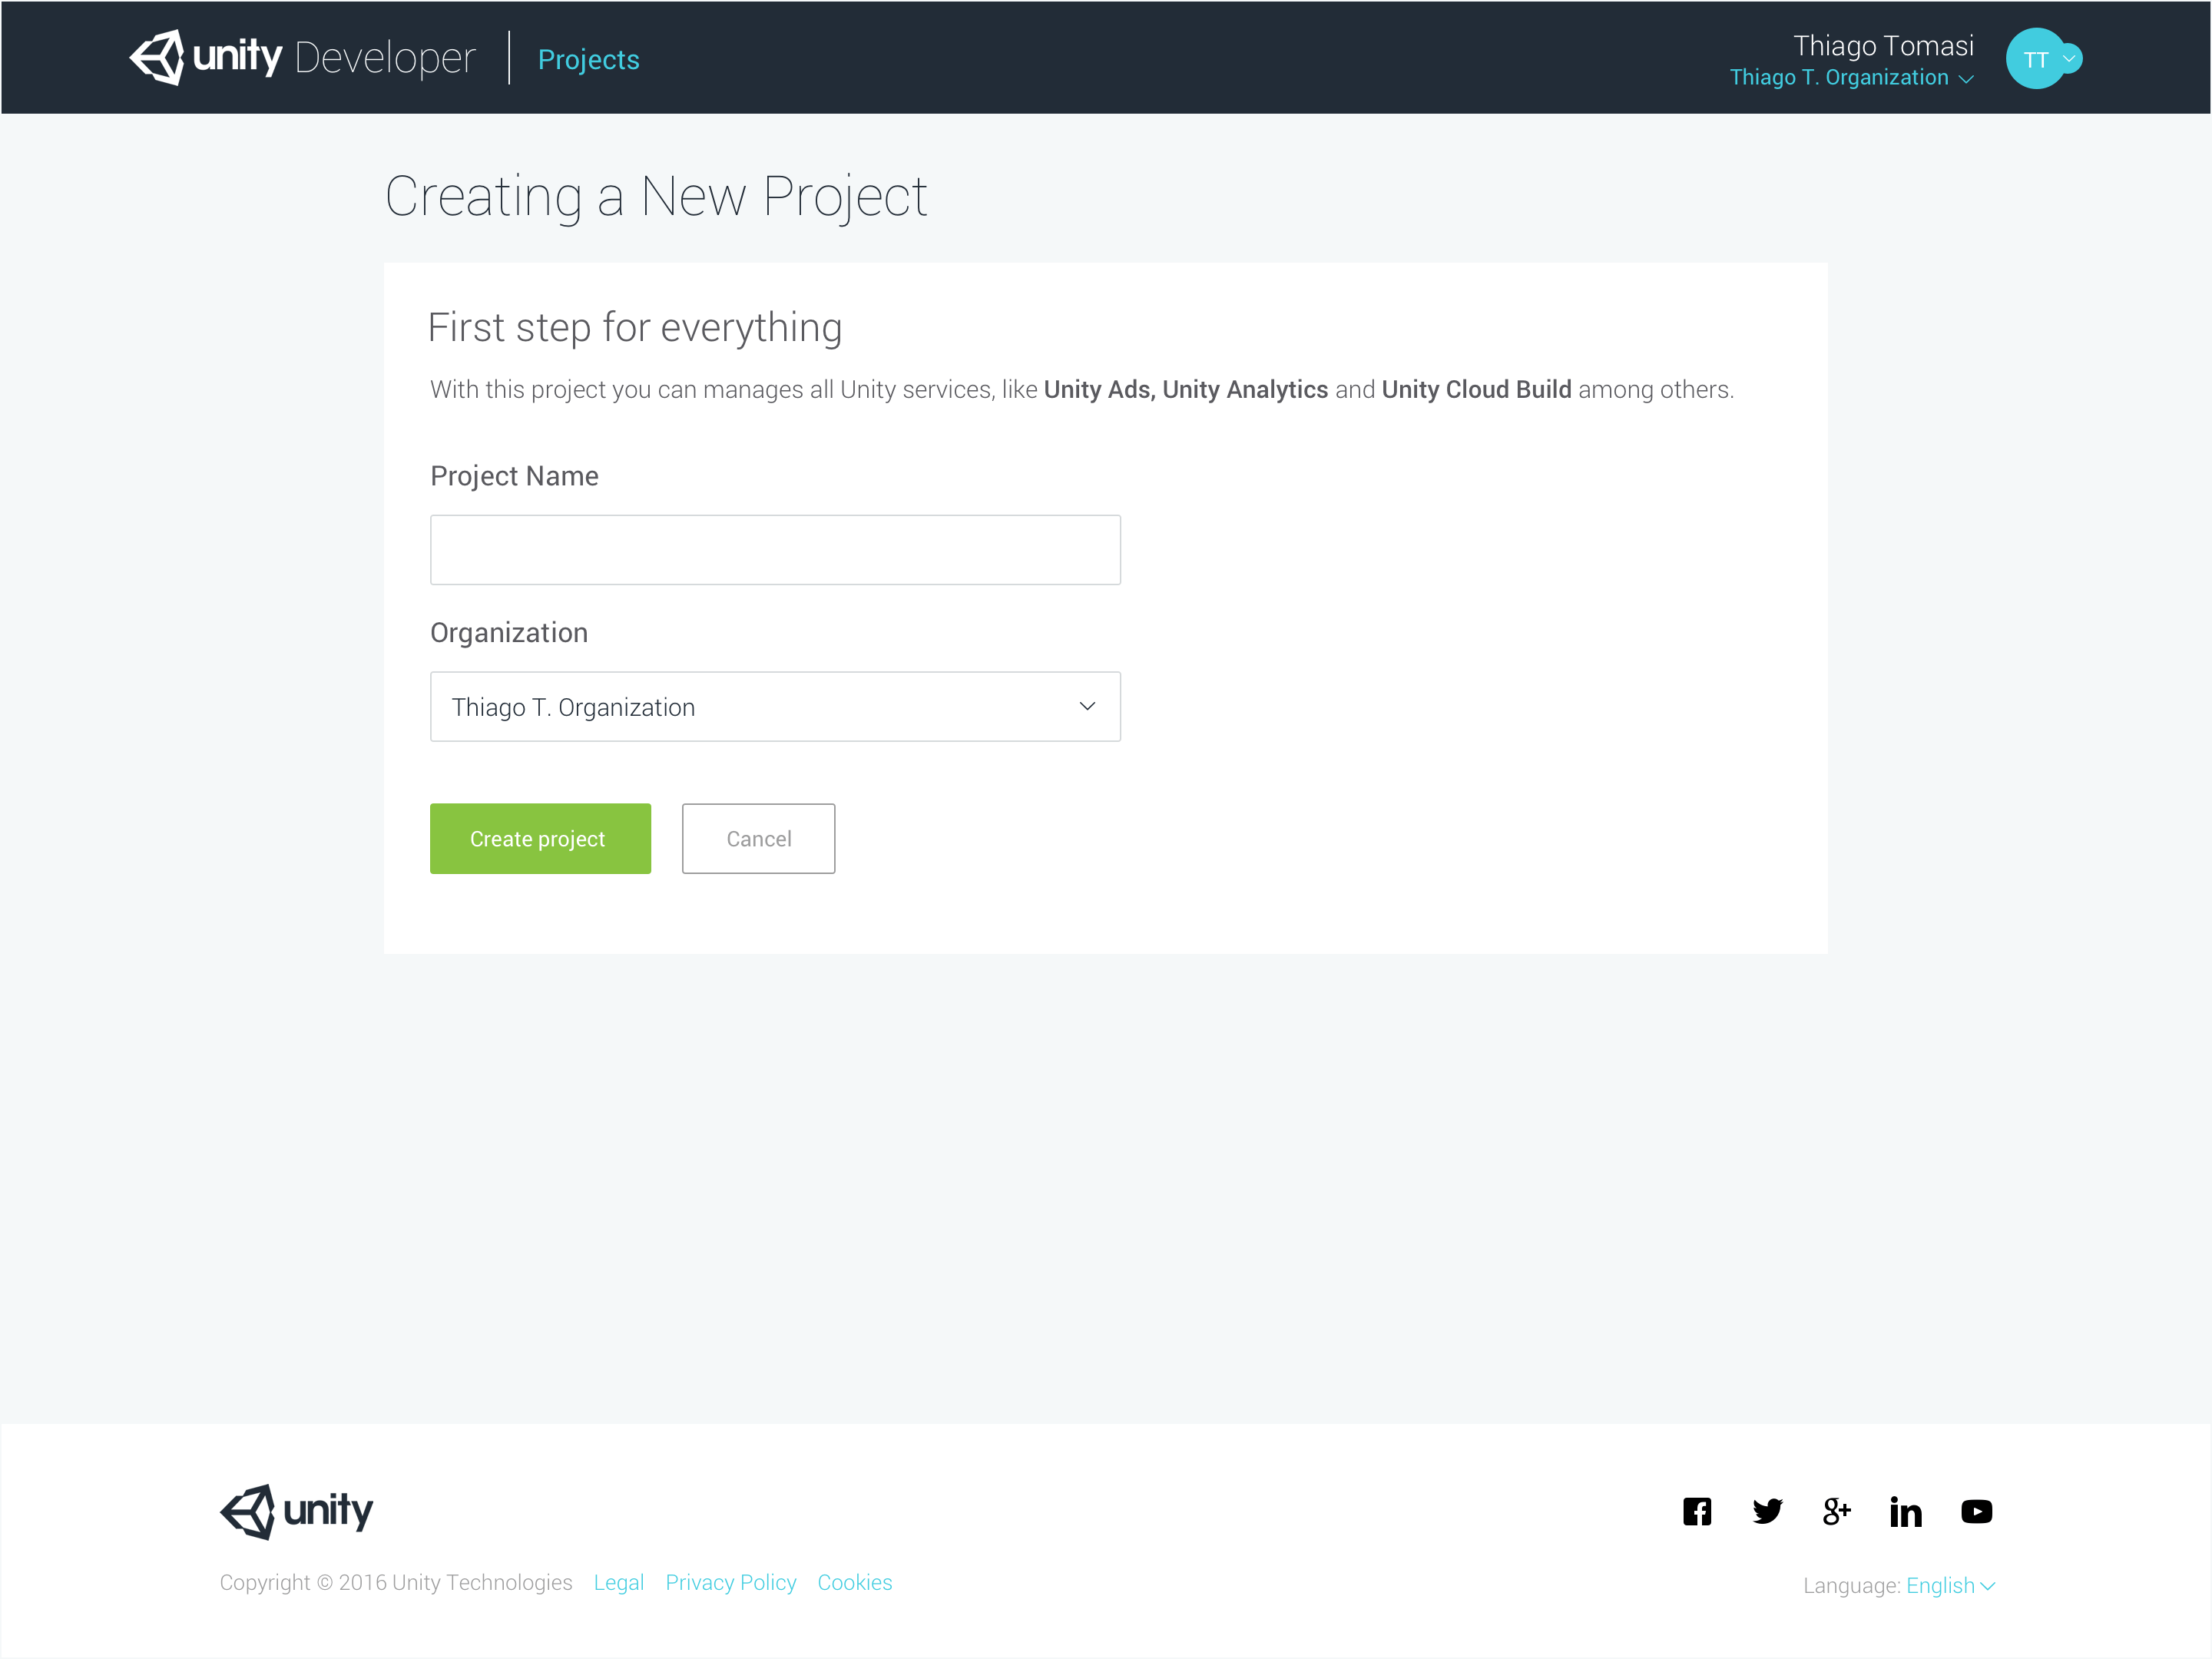 unity Developer Projects
Thiago Tomasi
Thiago T. Organization
TT
Creating a New Project
First step for everything
With this project you can manages all Unity services, like Unity Ads, Unity Analytics and Unity Cloud Build among others.
Project Name
Organization
Thiago T. Organization
Create project Cancel
unity
Copyright © 2016 Unity Technologies Legal Privacy Policy Cookies
Language: English